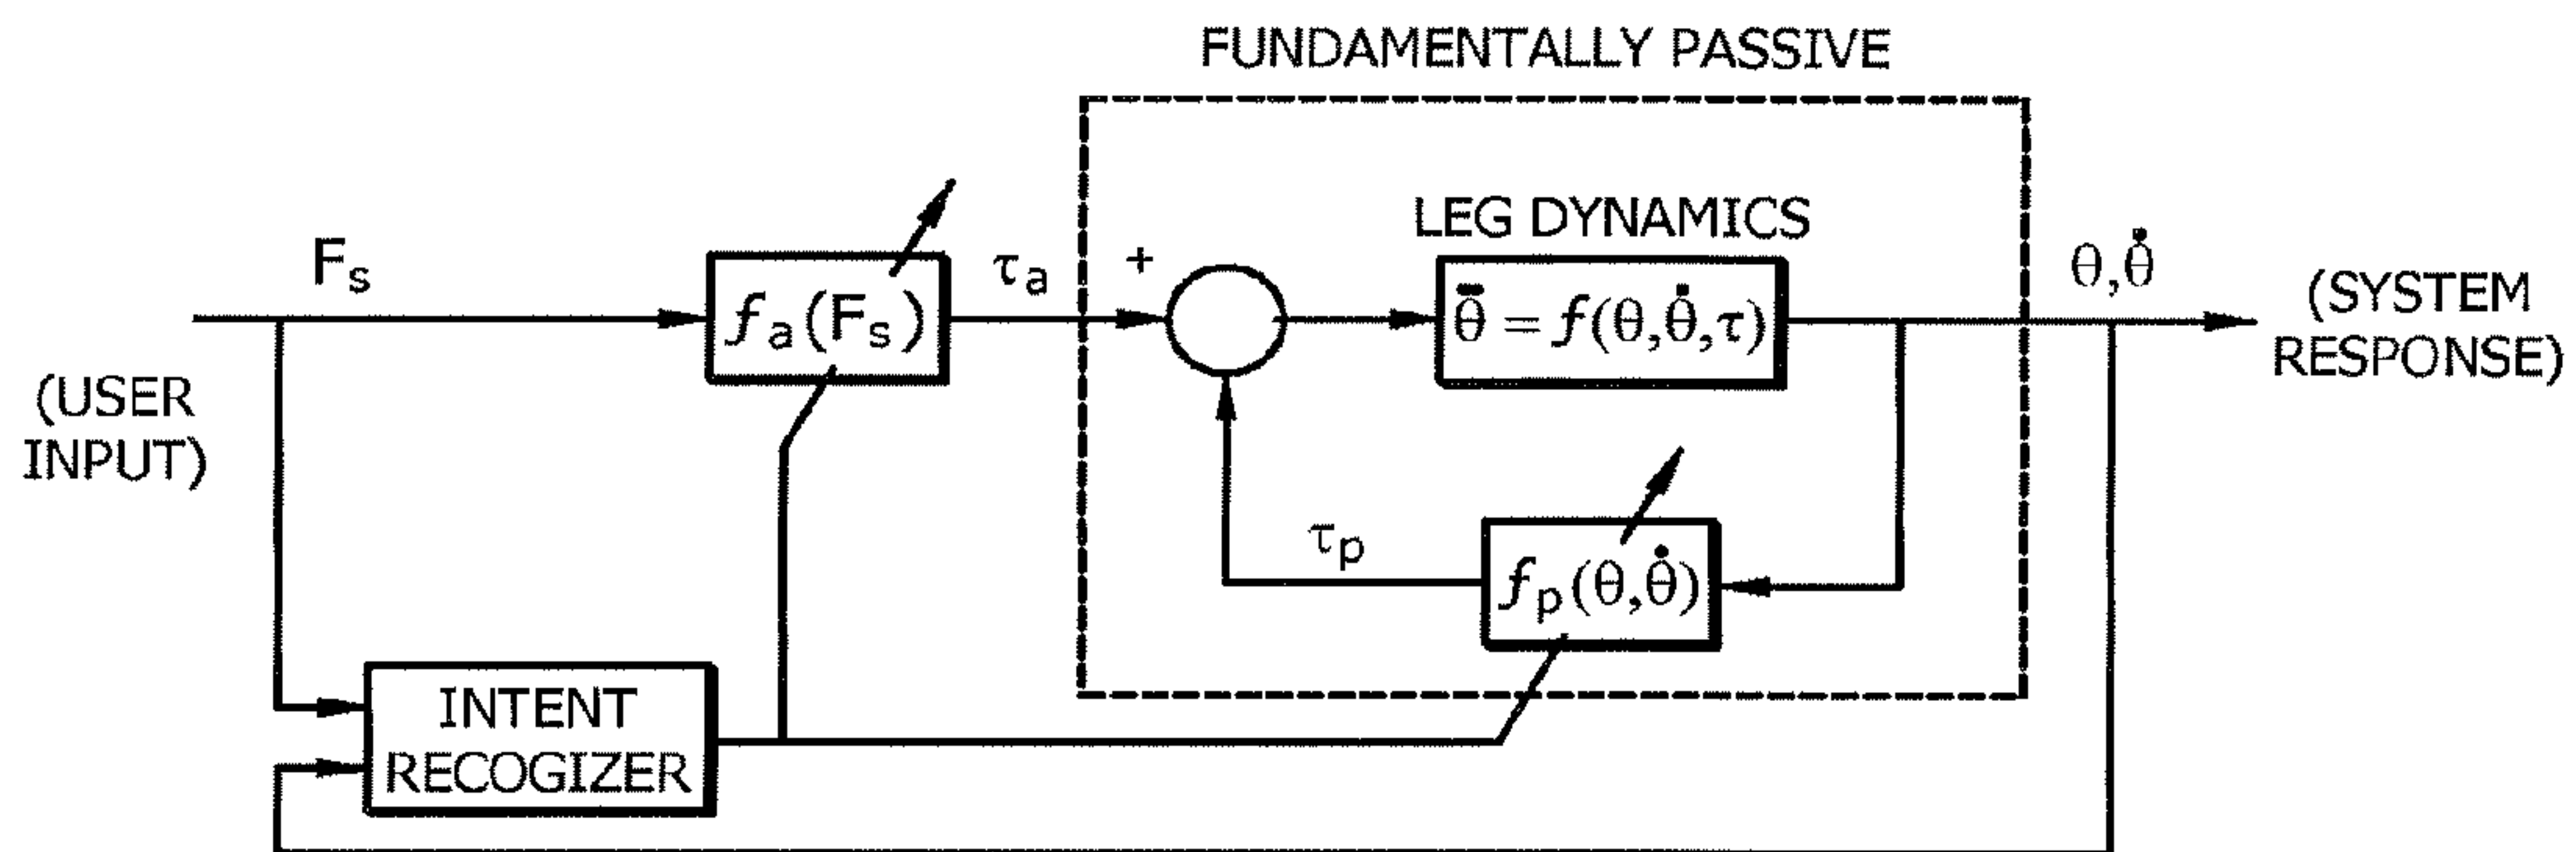 FUNDAMENTALLY PASSIVE
LEG DYNAMICS
Fₛ
fₐ(Fₛ)
τₐ
+
θ̈ = f(θ,θ̇,τ)
θ,θ̇
(SYSTEM
RESPONSE)
(USER
INPUT)
τₚ
fₚ(θ,θ̇)
INTENT
RECOGIZER